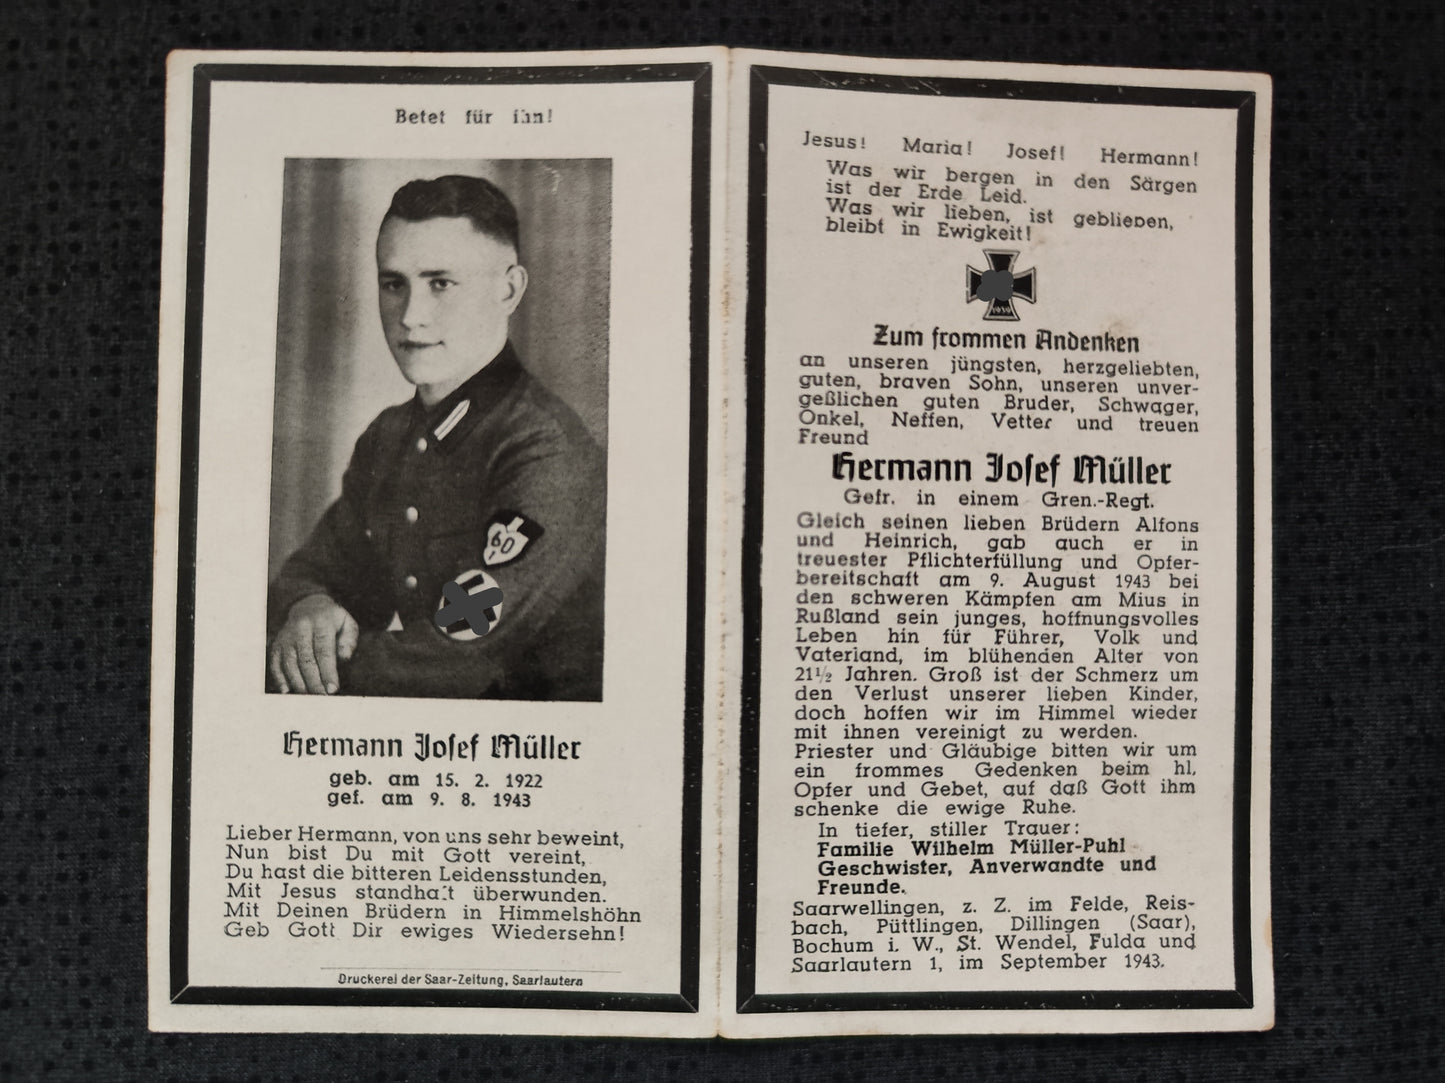 Betet für ihn!
60
Hermann Josef Müller
geb. am 15. 2. 1922
gef. am 9. 8. 1943
Lieber Hermann, von uns sehr beweint,
Nun bist Du mit Gott vereint,
Du hast die bitteren Leidensstunden,
Mit Jesus standhaft überwunden.
Mit Deinen Brüdern in Himmelshöhn
Geb Gott Dir ewiges Wiedersehn!
Druckerei der Saar-Zeitung, Saarlautern
Jesus! Maria! Josef! Hermann!
Was wir bergen in den Särgen
ist der Erde Leid.
Was wir lieben, ist geblieben,
bleibt in Ewigkeit!
1939
Zum frommen Andenken
an unseren jüngsten, herzgeliebten,
guten, braven Sohn, unseren unver-
geßlichen guten Bruder, Schwager,
Onkel, Neffen, Vetter und treuen
Freund
Hermann Josef Müller
Gefr. in einem Gren.-Regt.
Gleich seinen lieben Brüdern Alfons
und Heinrich, gab auch er in
treuester Pflichterfüllung und Opfer-
bereitschaft am 9. August 1943 bei
den schweren Kämpfen am Mius in
Rußland sein junges, hoffnungsvolles
Leben hin für Führer, Volk und
Vaterland, im blühenden Alter von
21½ Jahren. Groß ist der Schmerz um
den Verlust unserer lieben Kinder,
doch hoffen wir im Himmel wieder
mit ihnen vereinigt zu werden.
Priester und Gläubige bitten wir um
ein frommes Gedenken beim hl.
Opfer und Gebet, auf daß Gott ihm
schenke die ewige Ruhe.
In tiefer, stiller Trauer:
Familie Wilhelm Müller-Puhl
Geschwister, Anverwandte und
Freunde.
Saarwellingen, z. Z. im Felde, Reis-
bach, Püttlingen, Dillingen (Saar),
Bochum i. W., St. Wendel, Fulda und
Saarlautern 1, im September 1943.